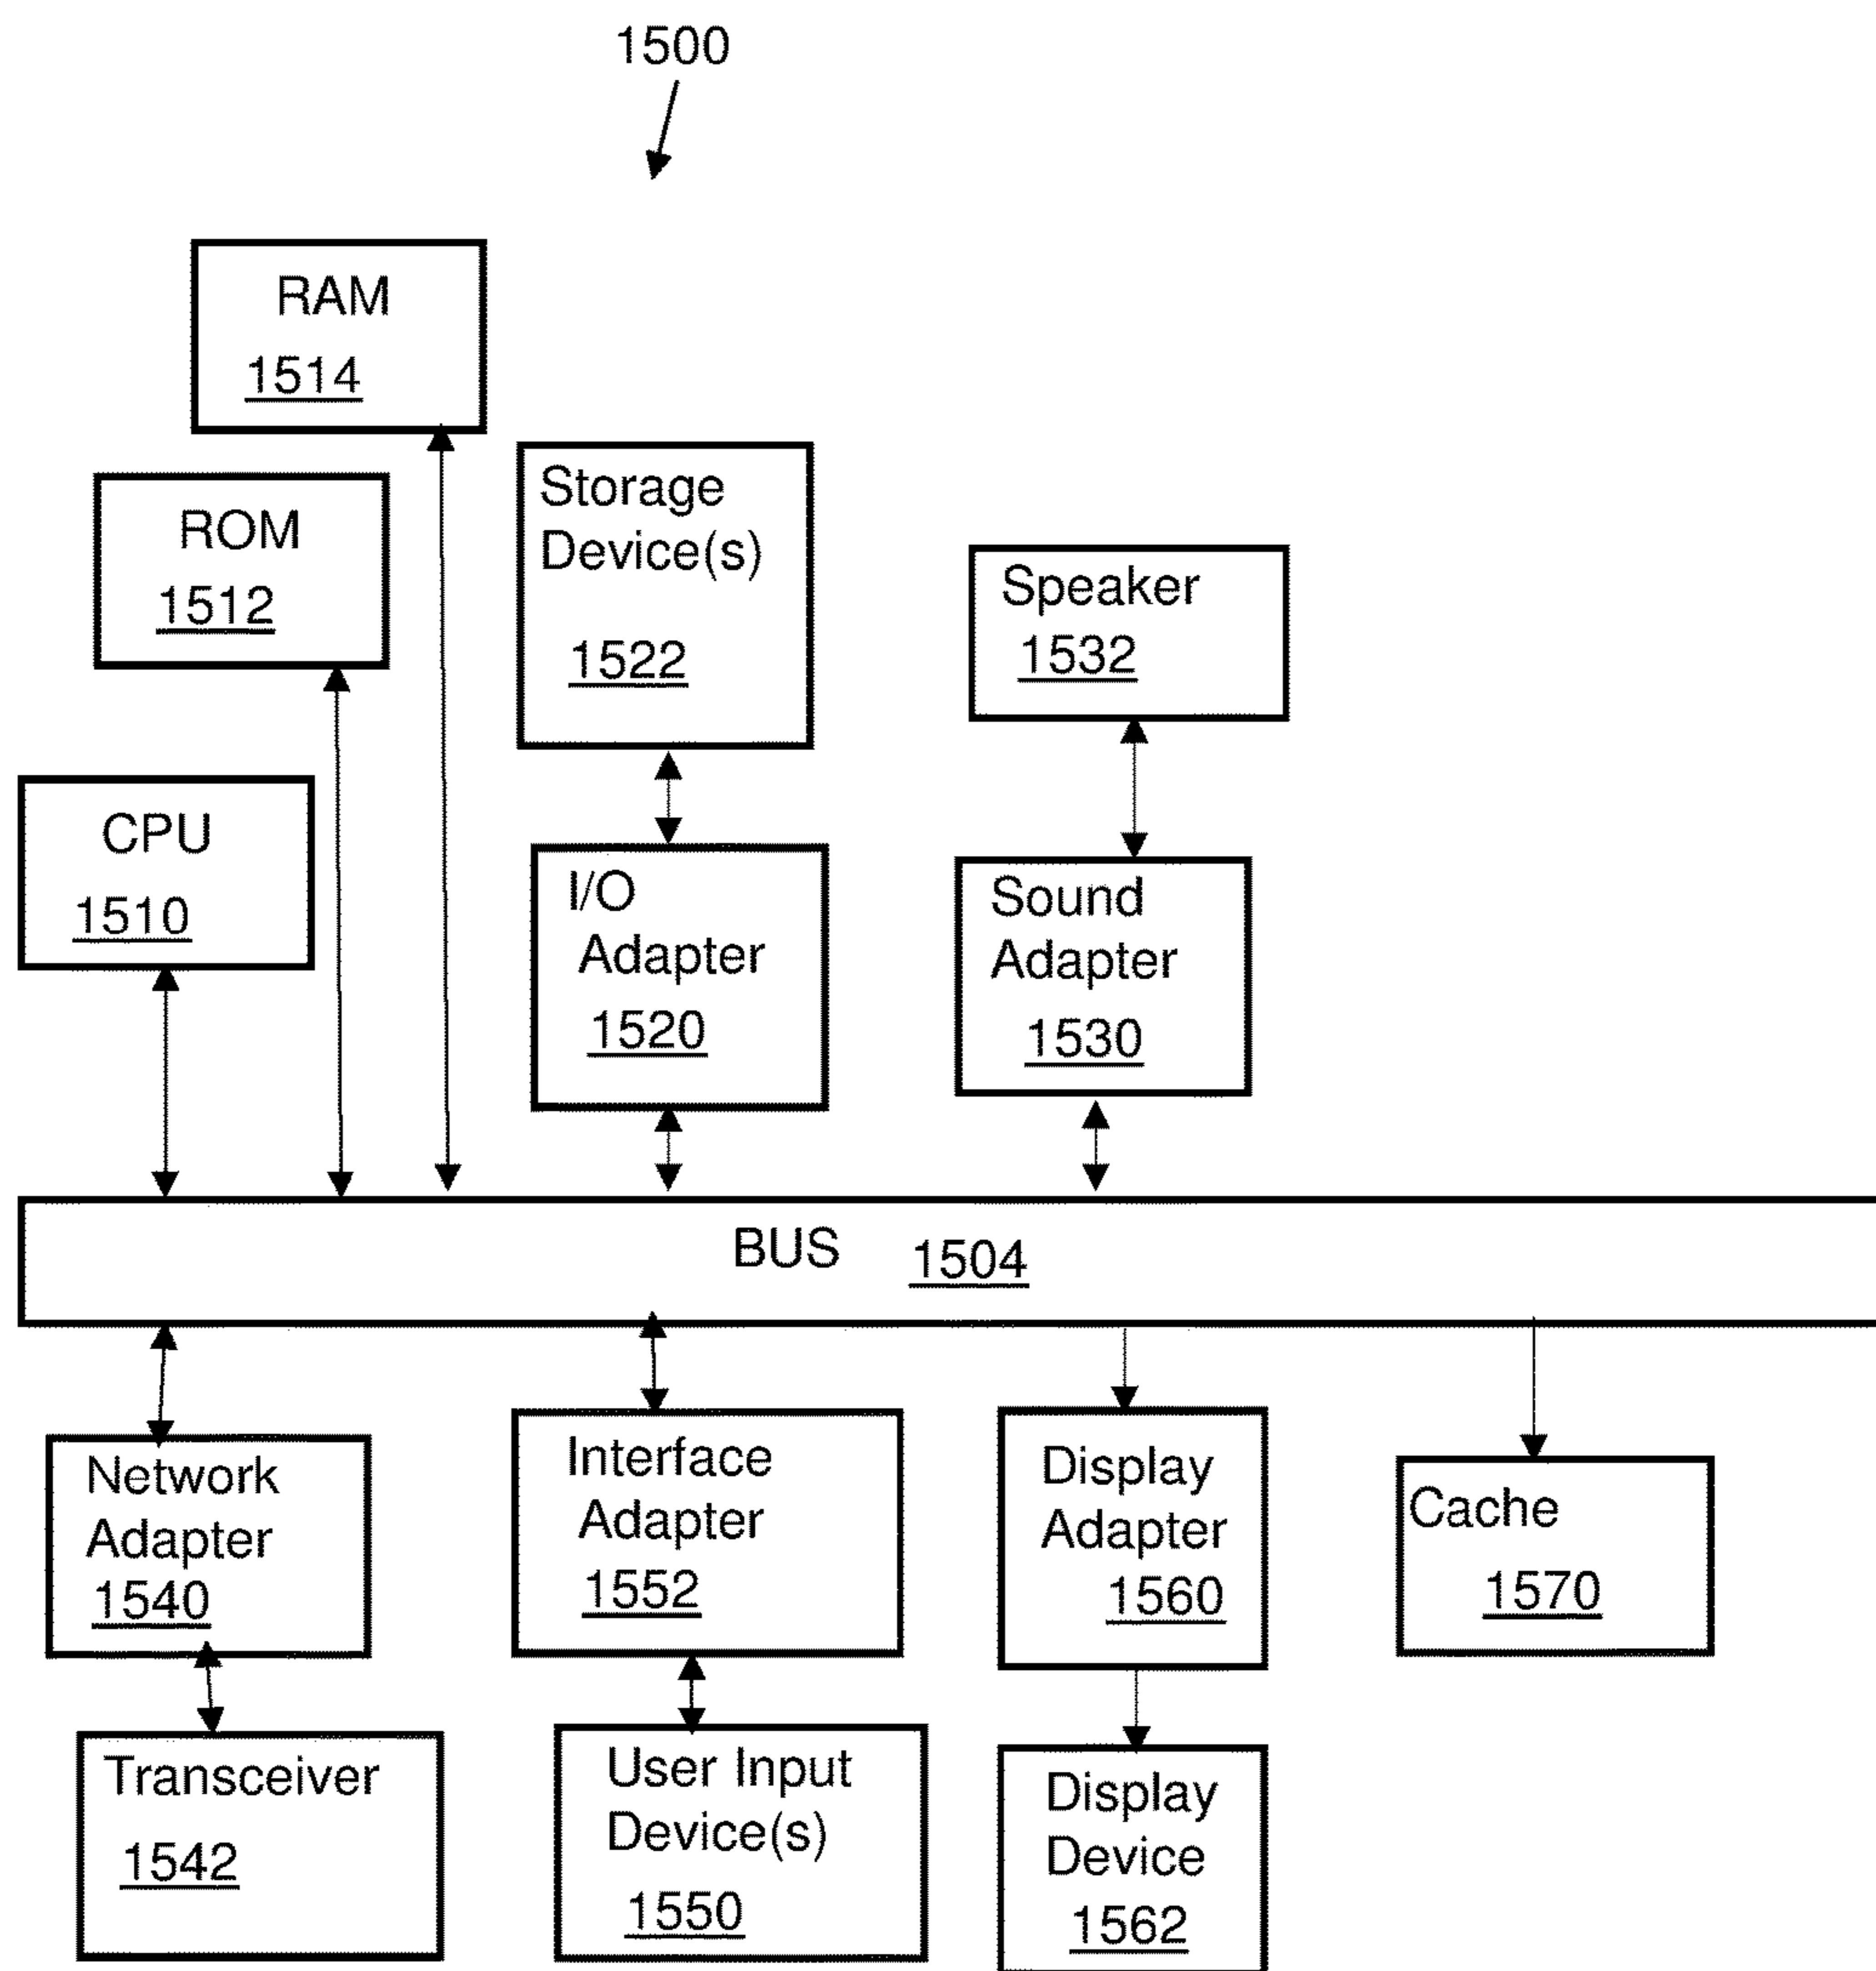 1500
RAM
1514
ROM
1512
Storage
Device(s)
1522
Speaker
1532
CPU
1510
I/O
Adapter
1520
Sound
Adapter
1530
BUS 1504
Network
Adapter
1540
Interface
Adapter
1552
Display
Adapter
1560
Cache
1570
Transceiver
1542
User Input
Device(s)
1550
Display
Device
1562